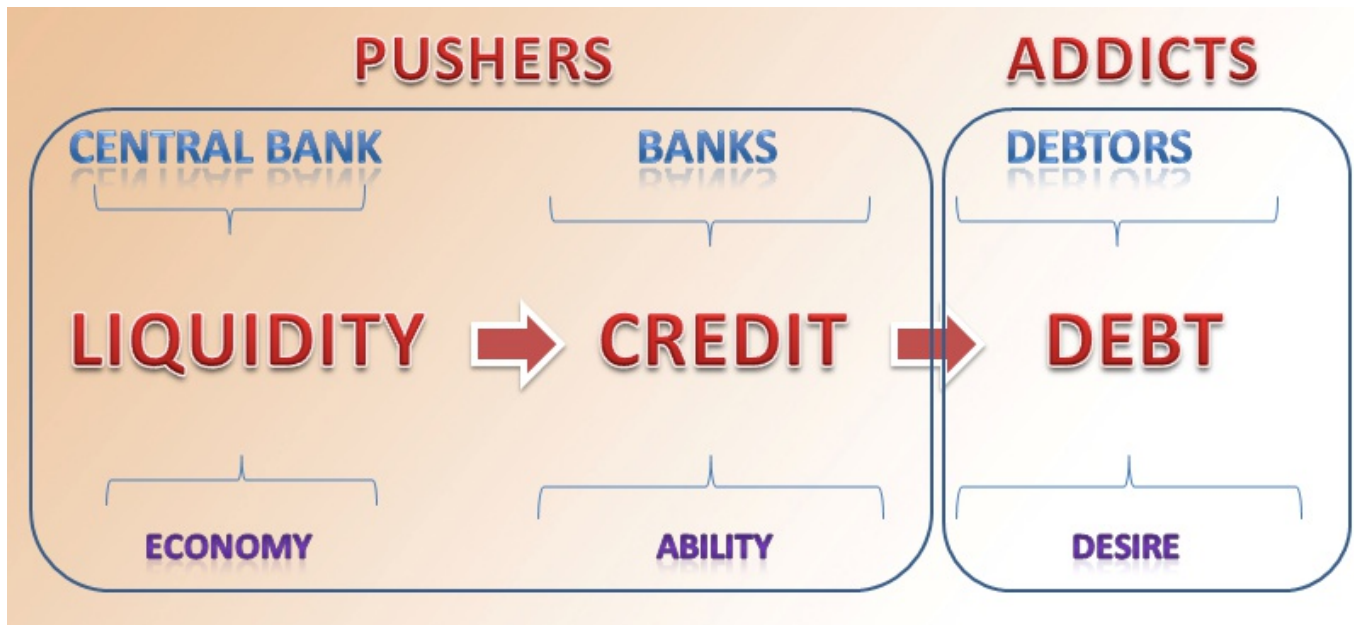 PUSHERS
ADDICTS
CENTRAL BANK
BANKS
DEBTORS
LIQUIDITY
CREDIT
DEBT
ECONOMY
ABILITY
DESIRE